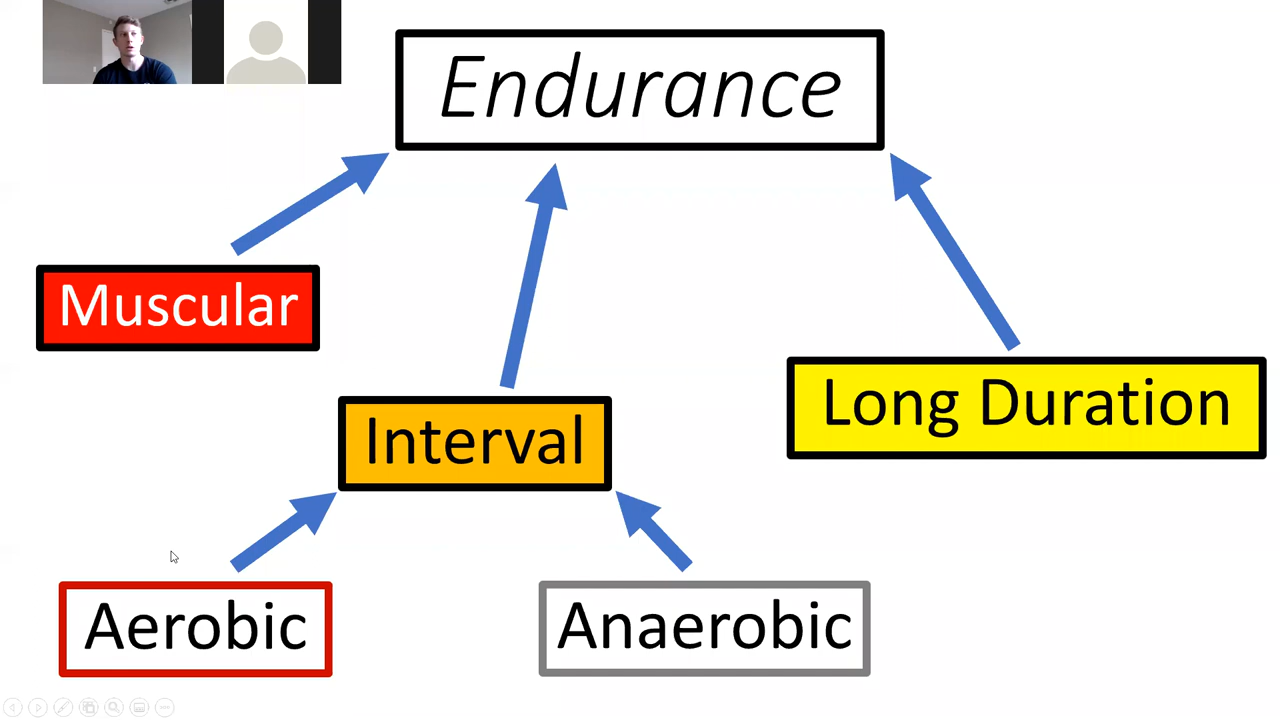 Endurance
Muscular
Interval
Long Duration
Aerobic
Anaerobic